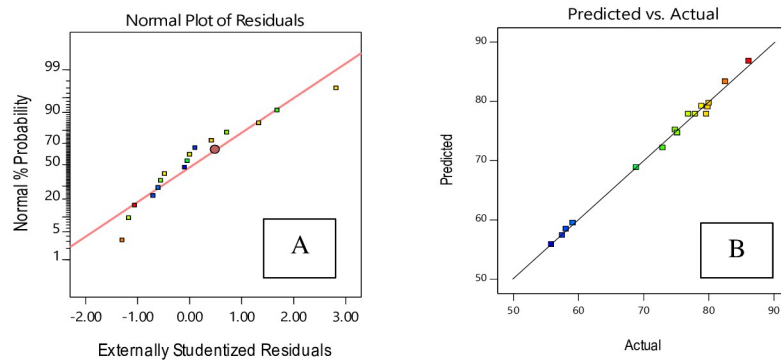 Normal Plot of Residuals
Normal % Probability
99
90
70
50
20
5
1
-2.00 -1.00 0.00 1.00 2.00 3.00
Externally Studentized Residuals
A
Predicted vs. Actual
Predicted
90
80
70
60
50
50 60 70 80 90
Actual
B